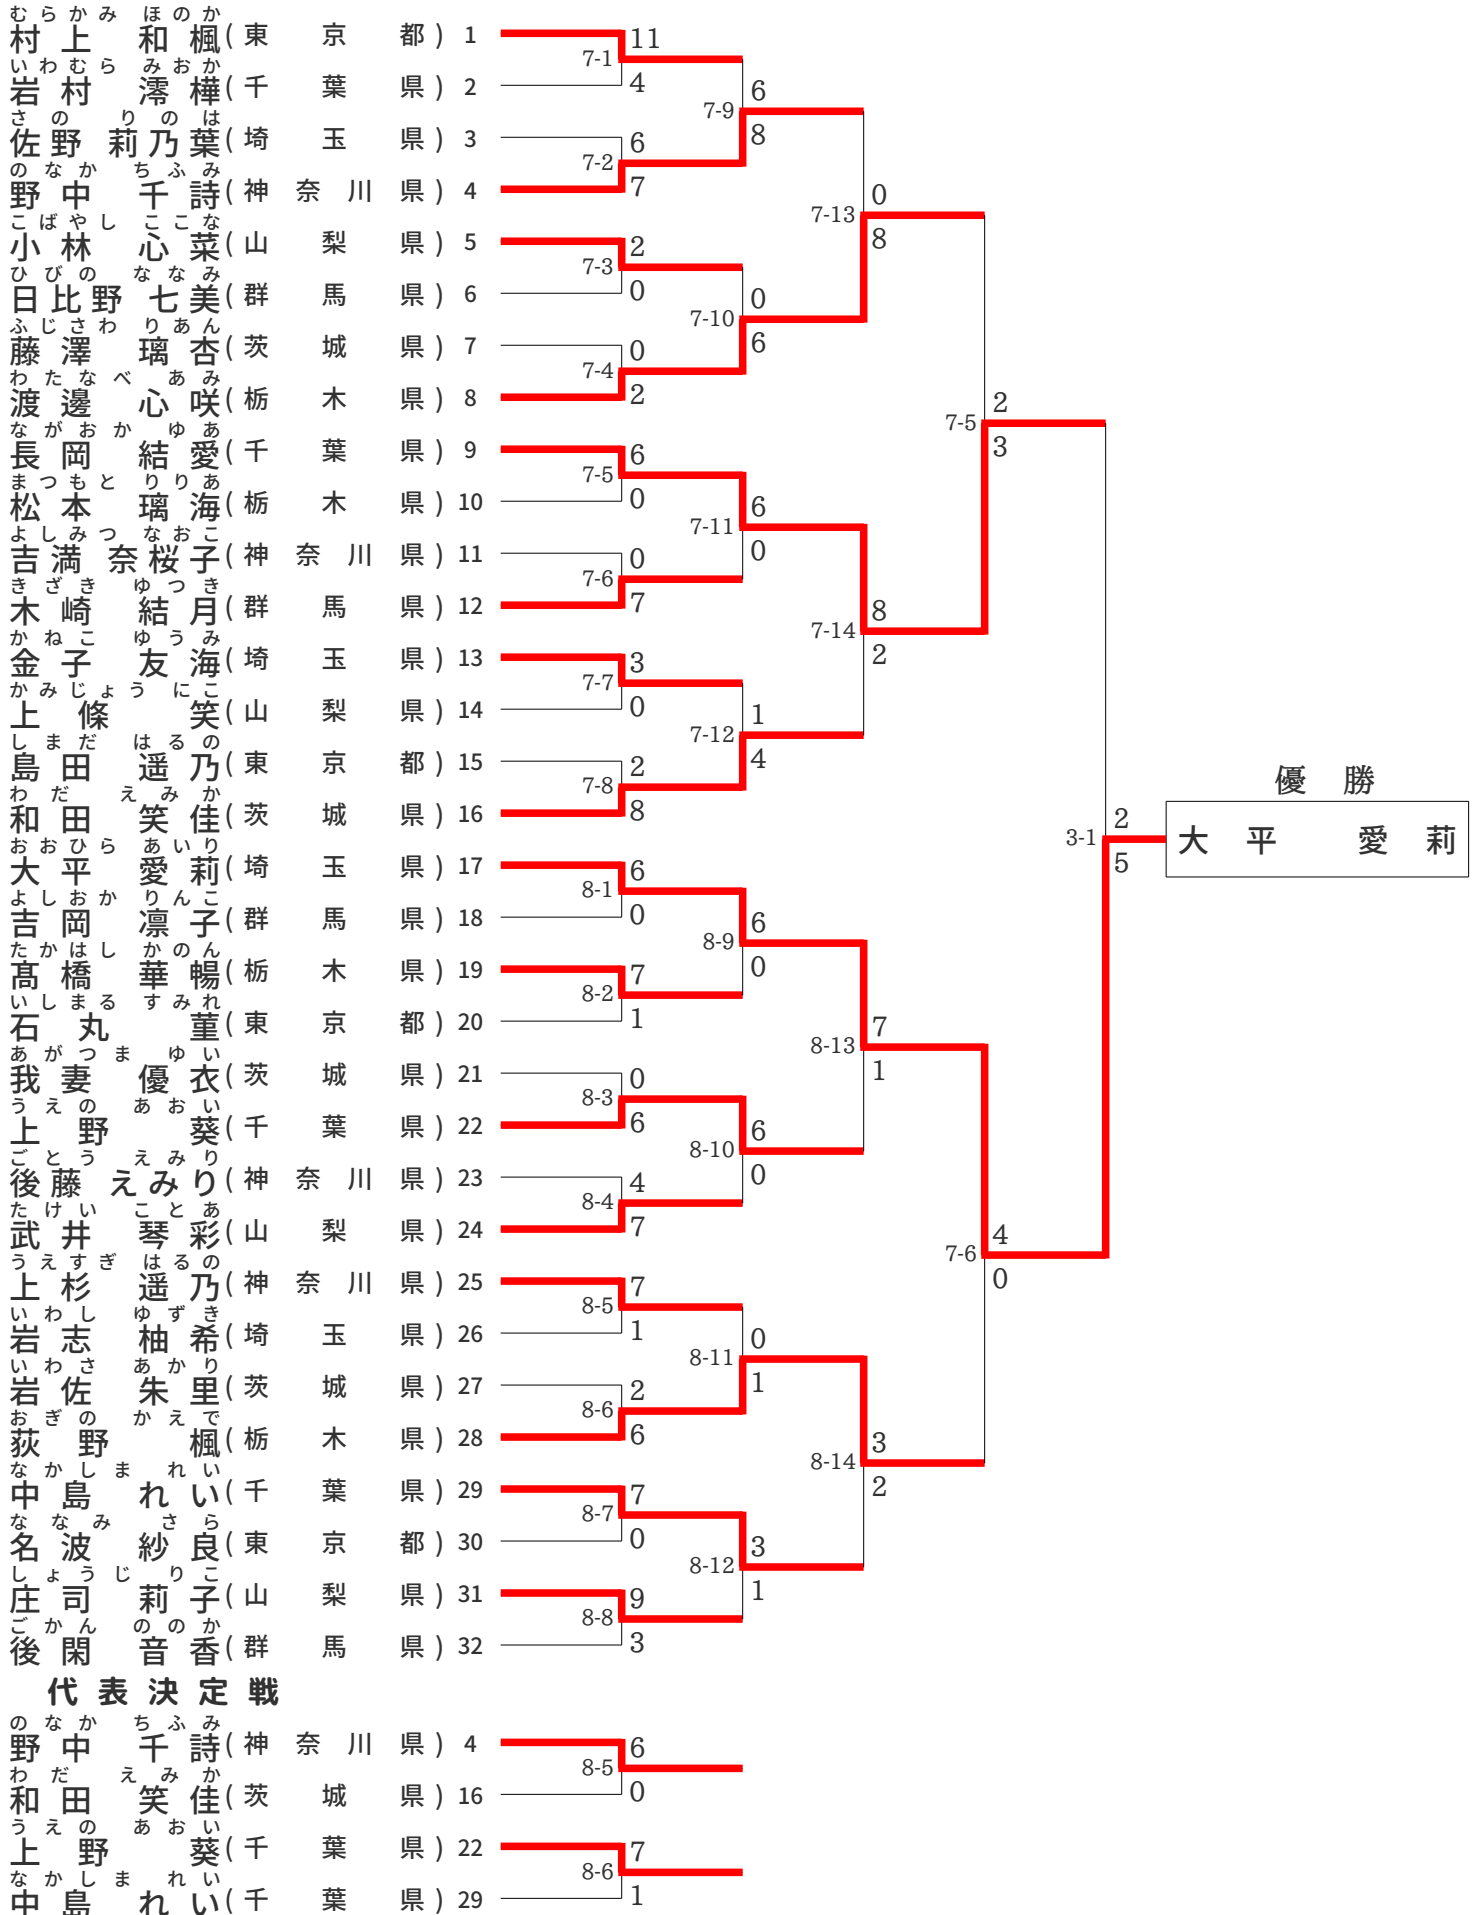 むらかみ ほのか
村上 和楓(東京都) 1
いわむら みおか
岩村 澪樺(千葉県) 2
さの りのは
佐野 莉乃葉(埼玉県) 3
のなか ちふみ
野中 千詩(神奈川県) 4
こばやし ここな
小林 心菜(山梨県) 5
ひびの ななみ
日比野 七美(群馬県) 6
ふじさわ りあん
藤澤 璃杏(茨城県) 7
わたなべ あみ
渡邊 心咲(栃木県) 8
ながおか ゆあ
長岡 結愛(千葉県) 9
まつもと りりあ
松本 璃海(栃木県) 10
よしみつ なおこ
吉満 奈桜子(神奈川県) 11
きざき ゆつき
木崎 結月(群馬県) 12
かねこ ゆうみ
金子 友海(埼玉県) 13
かみじょう にこ
上條 笑(山梨県) 14
しまだ はるの
島田 遥乃(東京都) 15
わだ えみか
和田 笑佳(茨城県) 16
おおひら あいり
大平 愛莉(埼玉県) 17
よしおか りんこ
吉岡 凛子(群馬県) 18
たかはし かのん
髙橋 華暢(栃木県) 19
いしまる すみれ
石丸 菫(東京都) 20
あがつま ゆい
我妻 優衣(茨城県) 21
うえの あおい
上野 葵(千葉県) 22
ごとう えみり
後藤 えみり(神奈川県) 23
たけい ことあ
武井 琴彩(山梨県) 24
うえすぎ はるの
上杉 遥乃(神奈川県) 25
いわし ゆずき
岩志 柚希(埼玉県) 26
いわさ あかり
岩佐 朱里(茨城県) 27
おぎの かえで
荻野 楓(栃木県) 28
なかしま れい
中島 れい(千葉県) 29
ななみ さら
名波 紗良(東京都) 30
しょうじ りこ
庄司 莉子(山梨県) 31
ごかん ののか
後閑 音香(群馬県) 32
7-1 11 4
7-2 6 7
7-3 2 0
7-4 0 2
7-5 6 0
7-6 0 7
7-7 3 0
7-8 2 8
8-1 6 0
8-2 7 1
8-3 0 6
8-4 4 7
8-5 7 1
8-6 2 6
8-7 7 0
8-8 9 3
7-9 6 8
7-10 0 6
7-11 6 0
7-12 1 4
8-9 6 0
8-10 6 0
8-11 0 1
8-12 3 1
7-13 0 8
7-14 8 2
8-13 7 1
8-14 3 2
7-5 2 3
7-6 4 0
3-1 2 5
優勝
大平 愛莉
代表決定戦
のなか ちふみ
野中 千詩(神奈川県) 4
わだ えみか
和田 笑佳(茨城県) 16
8-5 6 0
うえの あおい
上野 葵(千葉県) 22
なかしま れい
中島 れい(千葉県) 29
8-6 7 1